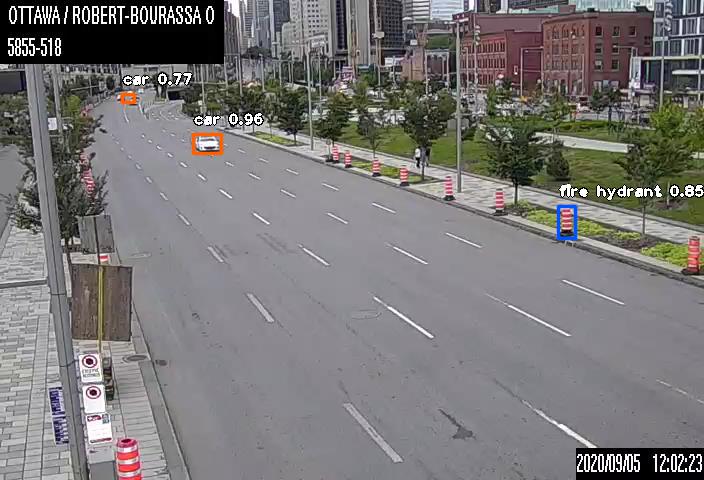 OTTAWA / ROBERT-BOURASSA O
5855-518
car 0.77
car 0.96
fire hydrant 0.85
2020/09/05 12:02:23